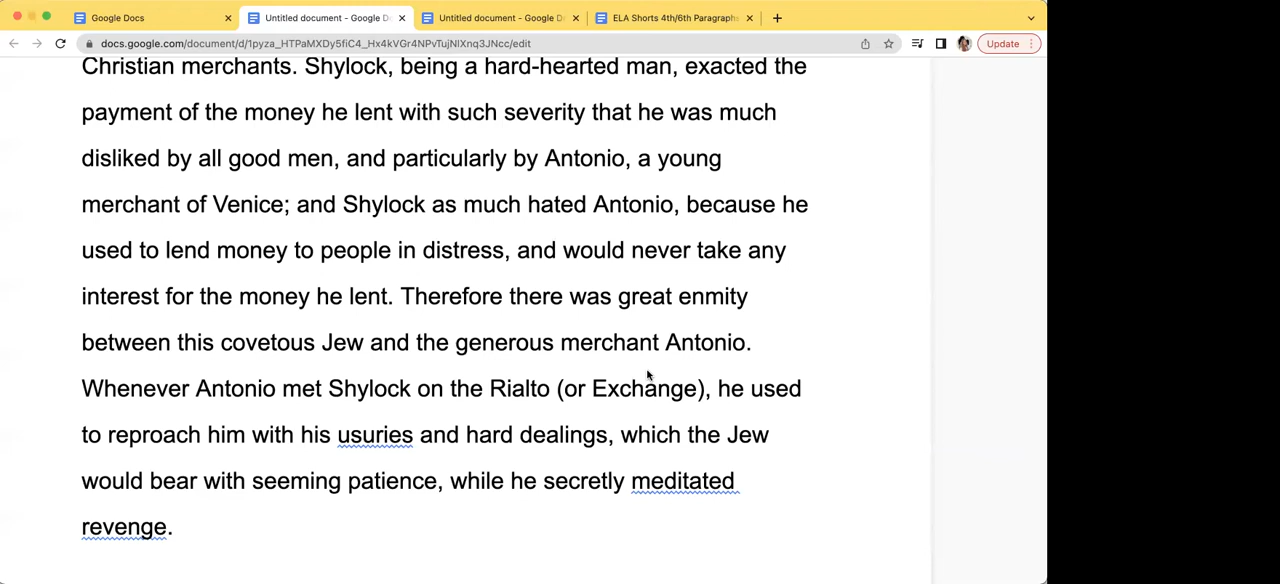 Google Docs
Untitled document - Google D
Untitled document - Google D
ELA Shorts 4th/6th Paragraphs
docs.google.com/document/d/1pyza_HTPaMXDy5fiC4_Hx4kVGr4NPvTujNIXnq3JNcc/edit
Update
Christian merchants. Shylock, being a hard-hearted man, exacted the
payment of the money he lent with such severity that he was much
disliked by all good men, and particularly by Antonio, a young
merchant of Venice; and Shylock as much hated Antonio, because he
used to lend money to people in distress, and would never take any
interest for the money he lent. Therefore there was great enmity
between this covetous Jew and the generous merchant Antonio.
Whenever Antonio met Shylock on the Rialto (or Exchange), he used
to reproach him with his usuries and hard dealings, which the Jew
would bear with seeming patience, while he secretly meditated
revenge.